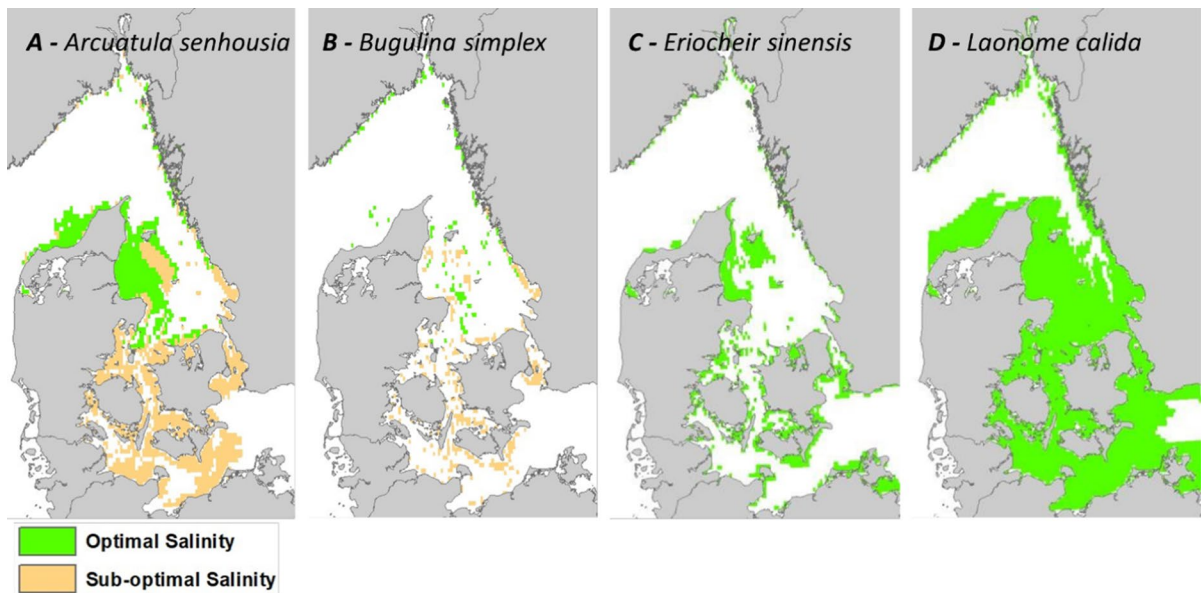 A - Arcuatula senhousia
B - Bugulina simplex
C - Eriocheir sinensis
D - Laonome calida
Optimal Salinity
Sub-optimal Salinity